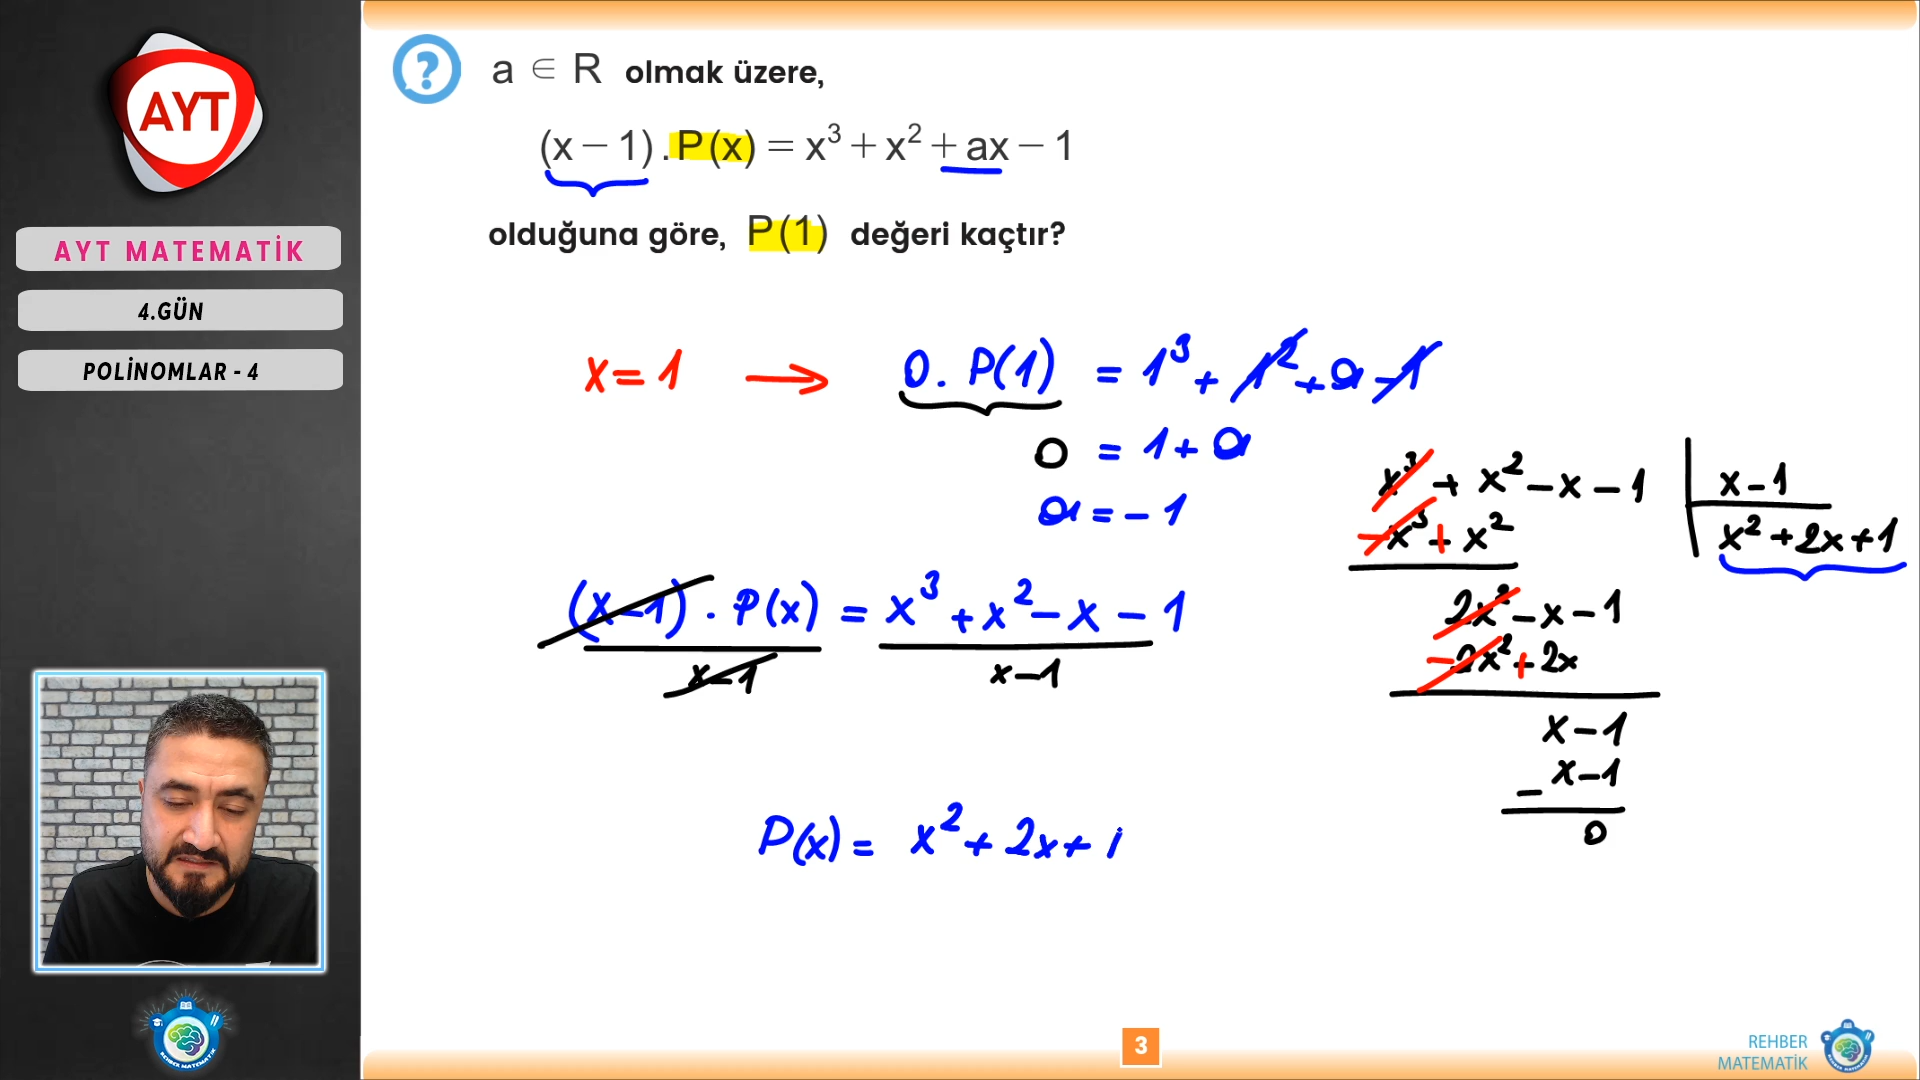 AYT
AYT MATEMATİK
4.GÜN
POLİNOMLAR - 4
a ∈ R olmak üzere,
(x − 1) . P(x) = x³ + x² + ax − 1
olduğuna göre, P(1) değeri kaçtır?
x = 1 → 0. P(1) = 1³ + 1² + a − 1
0 = 1 + a
a = − 1
(x−1) . P(x) = x³ + x² − x − 1
x−1 x−1
P(x) = x² + 2x + 1
x³ + x² − x − 1 x − 1
− x³ + x² x² + 2x + 1
2x² − x − 1
− 2x² + 2x
x − 1
− x − 1
0
3
REHBER
MATEMATİK
REHBER MATEMATİK